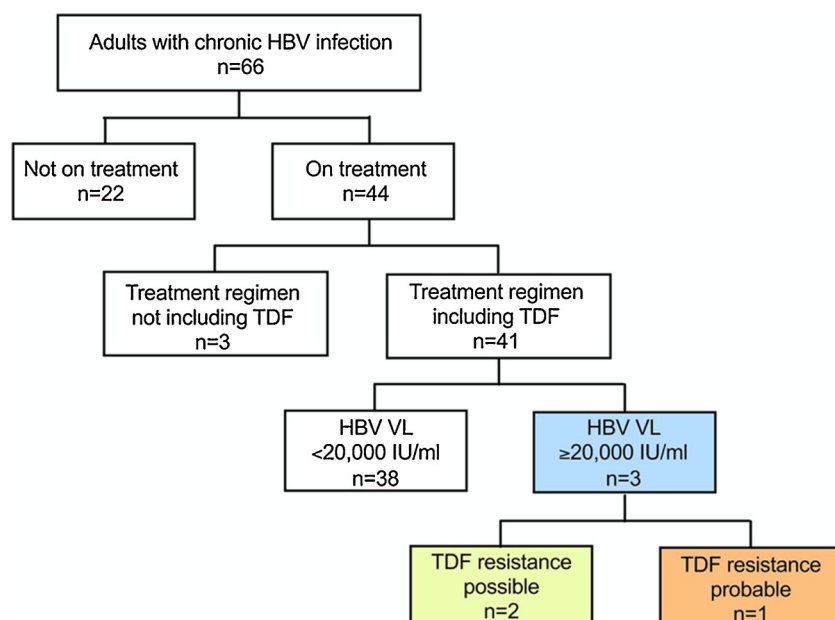 Adults with chronic HBV infection
n=66
Not on treatment
n=22
On treatment
n=44
Treatment regimen
not including TDF
n=3
Treatment regimen
including TDF
n=41
HBV VL
<20,000 IU/ml
n=38
HBV VL
≥20,000 IU/ml
n=3
TDF resistance
possible
n=2
TDF resistance
probable
n=1